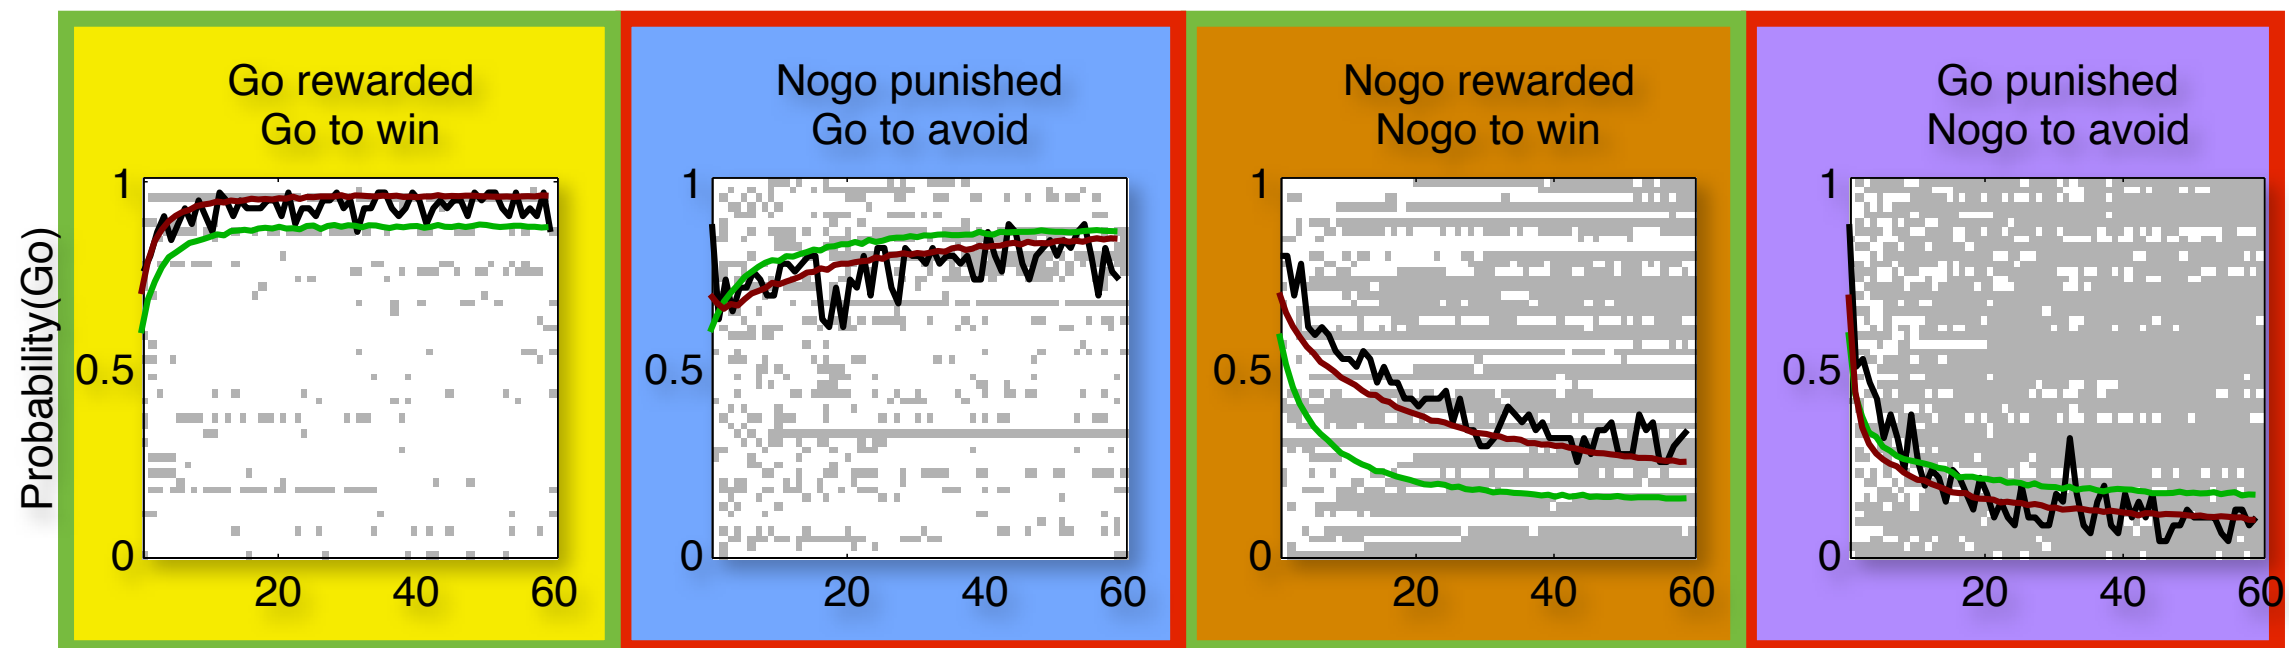 Probability(Go)
Go rewarded
Go to win
1
0.5
0
20 40 60
Nogo punished
Go to avoid
1
0.5
0
20 40 60
Nogo rewarded
Nogo to win
1
0.5
0
20 40 60
Go punished
Nogo to avoid
1
0.5
0
20 40 60